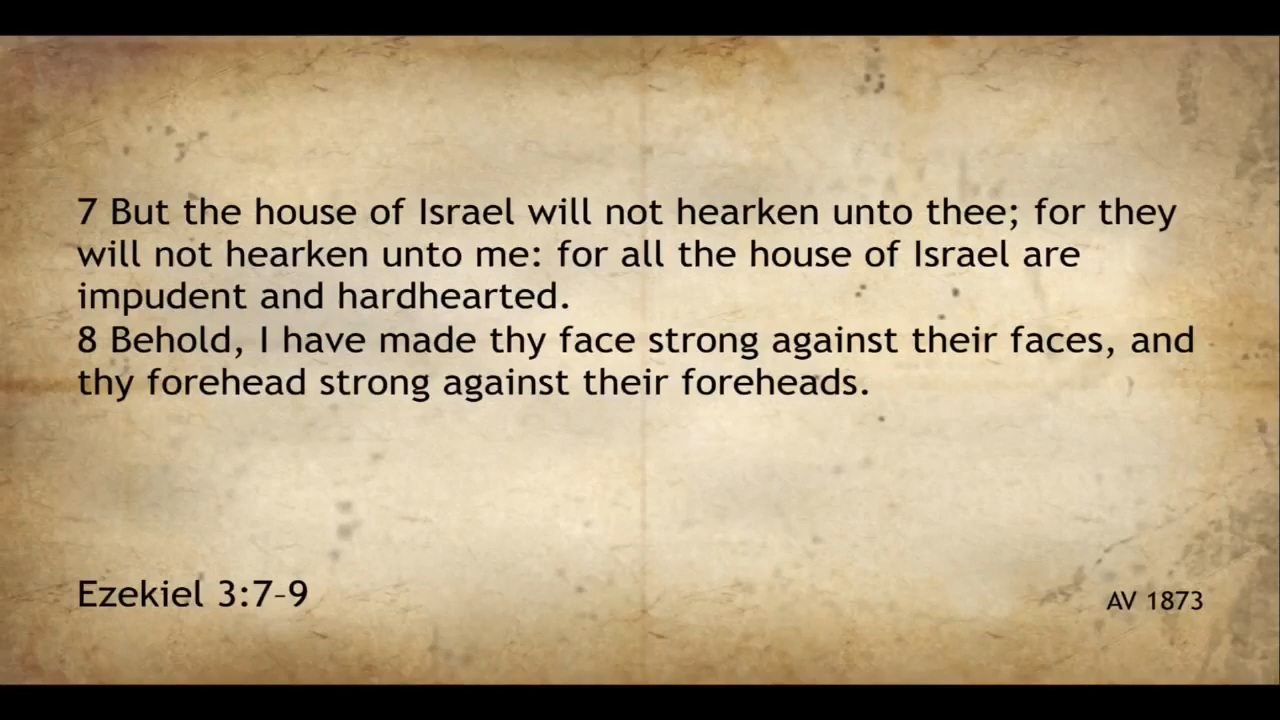 7 But the house of Israel will not hearken unto thee; for they
will not hearken unto me: for all the house of Israel are
impudent and hardhearted.
8 Behold, I have made thy face strong against their faces, and
thy forehead strong against their foreheads.
Ezekiel 3:7–9
AV 1873